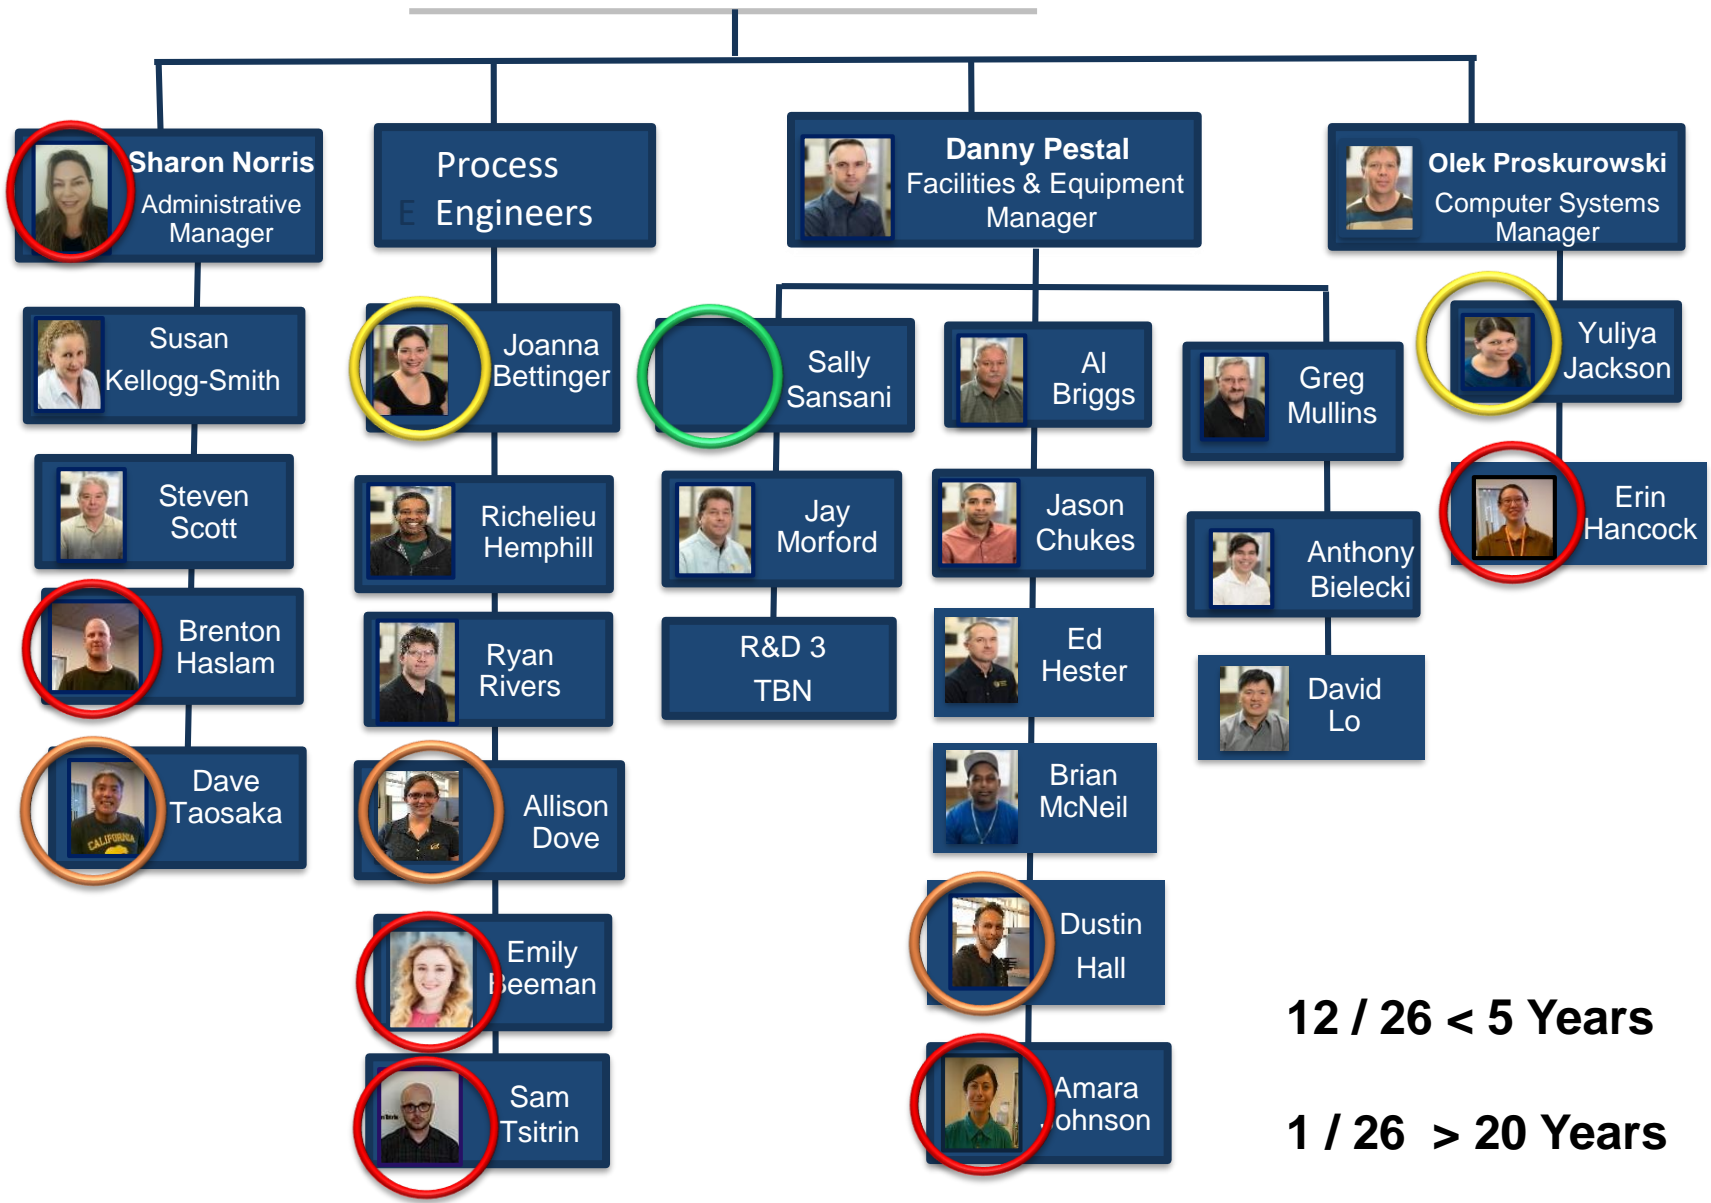 Sharon Norris
Administrative
Manager
Process
E Engineers
Danny Pestal
Facilities & Equipment
Manager
Olek Proskurowski
Computer Systems
Manager
Susan
Kellogg-Smith
Steven
Scott
Brenton
Haslam
Dave
Taosaka
CALIFORNIA
Joanna
Bettinger
Richelieu
Hemphill
Ryan
Rivers
Allison
Dove
Emily
Beeman
Sam
Tsitrin
Sally
Sansani
Jay
Morford
R&D 3
TBN
Al
Briggs
Jason
Chukes
Ed
Hester
Brian
McNeil
Dustin
Hall
Amara
Johnson
Greg
Mullins
Anthony
Bielecki
David
Lo
Yuliya
Jackson
Erin
Hancock
12 / 26 < 5 Years
1 / 26 > 20 Years